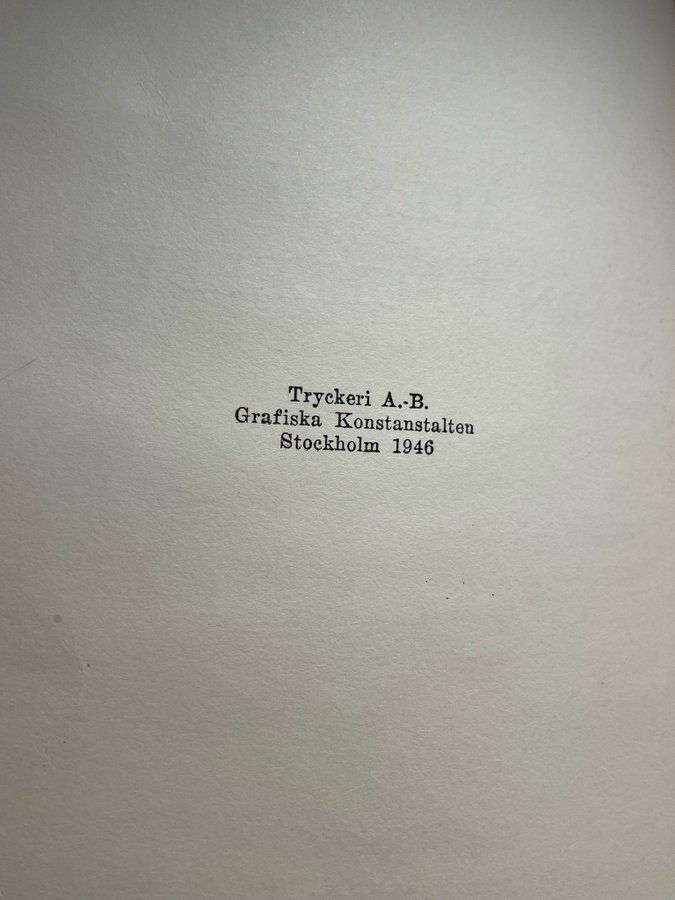 Tryckeri A.-B.
Grafiska Konstanstalten
Stockholm 1946